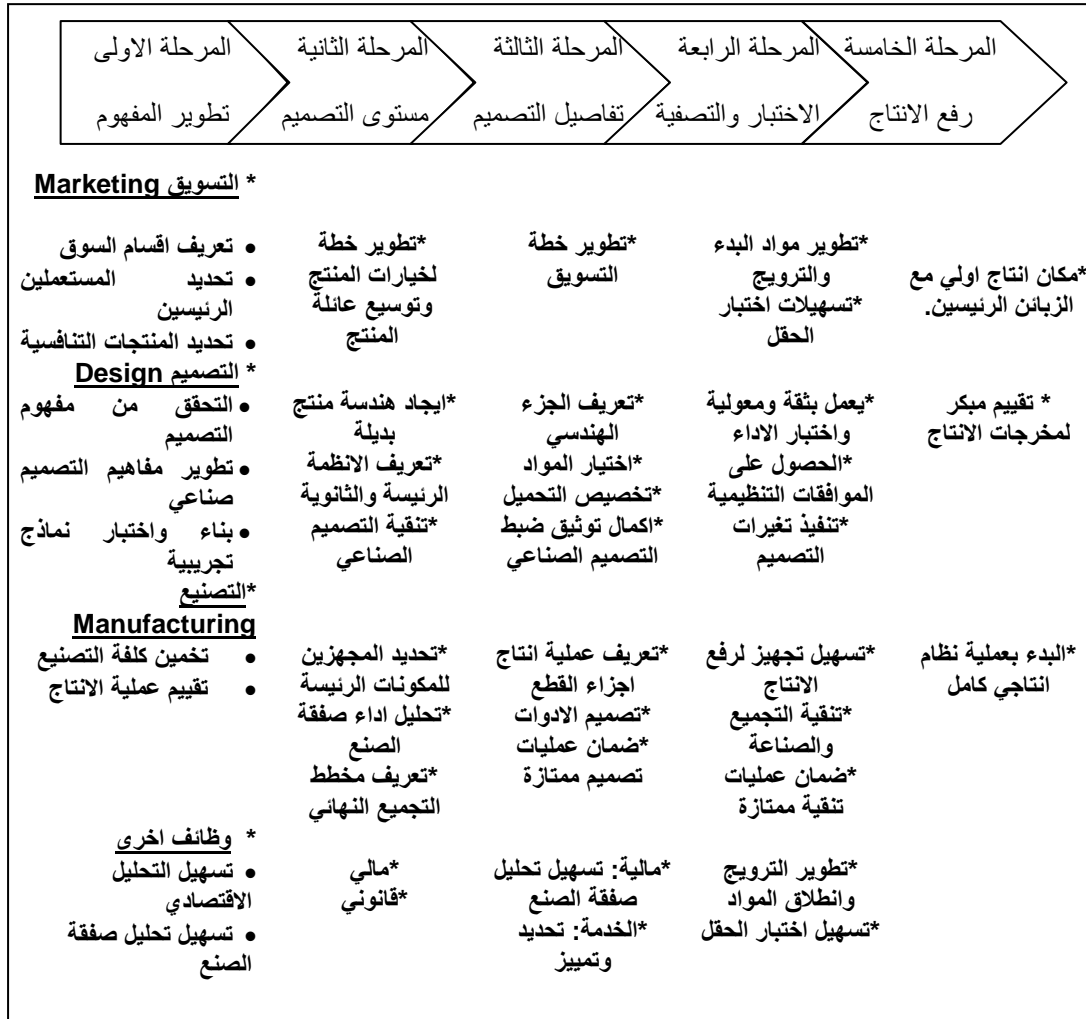 المرحلة الاولى
تطوير المفهوم
المرحلة الثانية
مستوى التصميم
المرحلة الثالثة
تفاصيل التصميم
المرحلة الرابعة
الاختبار والتصفية
المرحلة الخامسة
رفع الانتاج
* التسويق Marketing
• تعريف اقسام السوق
• تحديد المستعملين
الرئيسين
• تحديد المنتجات التنافسية
*تطوير خطة
لخيارات المنتج
وتوسيع عائلة
المنتج
*تطوير خطة
التسويق
*تطوير مواد البدء
والترويج
*تسهيلات اختبار
الحقل
*مكان انتاج اولي مع
الزبائن الرئيسين.
* التصميم Design
• التحقق من مفهوم
التصميم
• تطوير مفاهيم التصميم
صناعي
• بناء واختبار نماذج
تجريبية
*ايجاد هندسة منتج
بديلة
*تعريف الانظمة
الرئيسة والثانوية
*تنقية التصميم
الصناعي
*تعريف الجزء
الهندسي
*اختيار المواد
*تخصيص التحميل
*اكمال توثيق ضبط
التصميم الصناعي
*يعمل بثقة ومعولية
واختبار الاداء
*الحصول على
الموافقات التنظيمية
*تنفيذ تغيرات
التصميم
* تقييم مبكر
لمخرجات الانتاج
*التصنيع
Manufacturing
• تخمين كلفة التصنيع
• تقييم عملية الانتاج
*تحديد المجهزين
للمكونات الرئيسة
*تحليل اداء صفقة
الصنع
*تعريف مخطط
التجميع النهائي
*تعريف عملية انتاج
اجزاء القطع
*تصميم الادوات
*ضمان عمليات
تصميم ممتازة
*تسهيل تجهيز لرفع
الانتاج
*تنقية التجميع
والصناعة
*ضمان عمليات
تنقية ممتازة
*البدء بعملية نظام
انتاجي كامل
* وظائف اخرى
• تسهيل التحليل
الاقتصادي
• تسهيل تحليل صفقة
الصنع
*مالي
*قانوني
*مالية: تسهيل تحليل
صفقة الصنع
*الخدمة: تحديد
وتمييز
*تطوير الترويج
وانطلاق المواد
*تسهيل اختبار الحقل